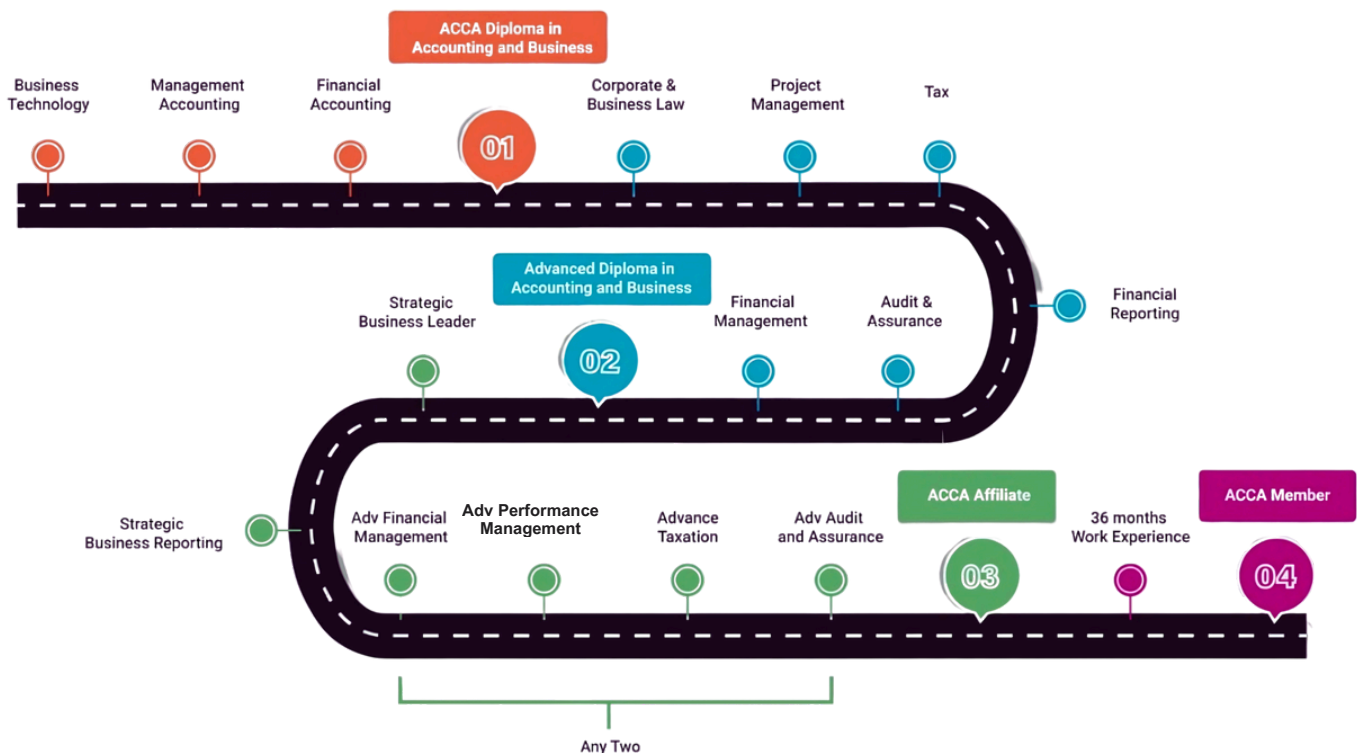 ACCA Diploma in
Accounting and Business
Business
Technology
Management
Accounting
Financial
Accounting
01
Corporate &
Business Law
Project
Management
Tax
Financial
Reporting
Audit &
Assurance
Financial
Management
Advanced Diploma in
Accounting and Business
02
Strategic
Business Leader
Strategic
Business Reporting
Adv Financial
Management
Adv Performance
Management
Advance
Taxation
Adv Audit
and Assurance
Any Two
ACCA Affiliate
03
36 months
Work Experience
ACCA Member
04